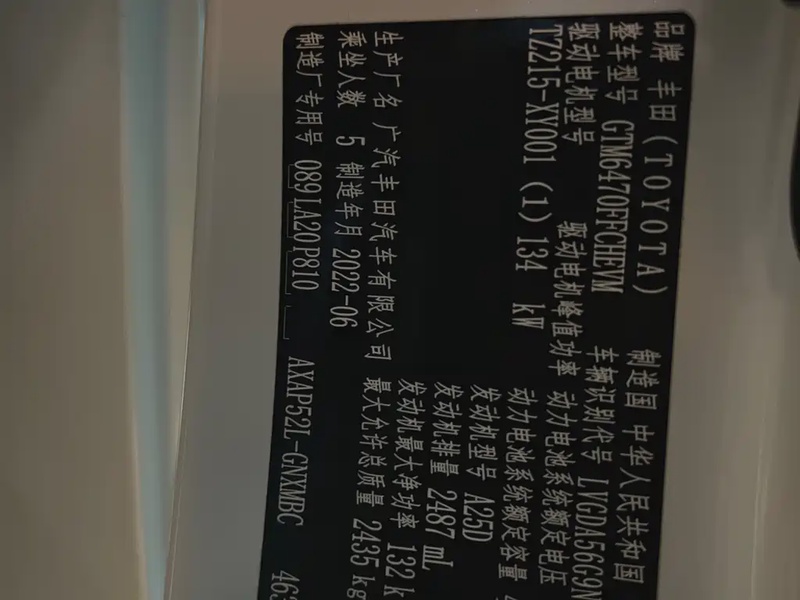 品牌 丰田（TOYOTA） 制造国 中华人民共和国
整车型号 GTM6470FFCHEVM 车辆识别代号 LVGDA56G9N
驱动电机型号 驱动电机峰值功率 动力电池系统额定电压
TZ215-XY001 (1)134 kW 动力电池系统额定容量
发动机型号 A25D
发动机排量 2487 mL
生产厂名 广汽丰田汽车有限公司 发动机最大净功率 132 k
乘坐人数 5 制造年月 2022-06 最大允许总质量 2435 kg
制造厂专用号 089LA20P810 AXAP52L-GNXMBC 463